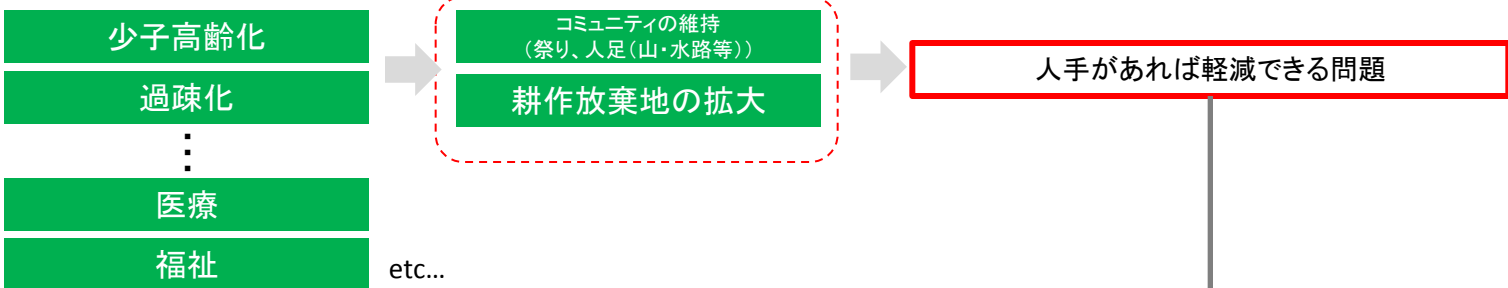 少子高齢化
過疎化
⋮
医療
福祉
etc…
コミュニティの維持
（祭り、人足（山・水路等））
耕作放棄地の拡大
人手があれば軽減できる問題